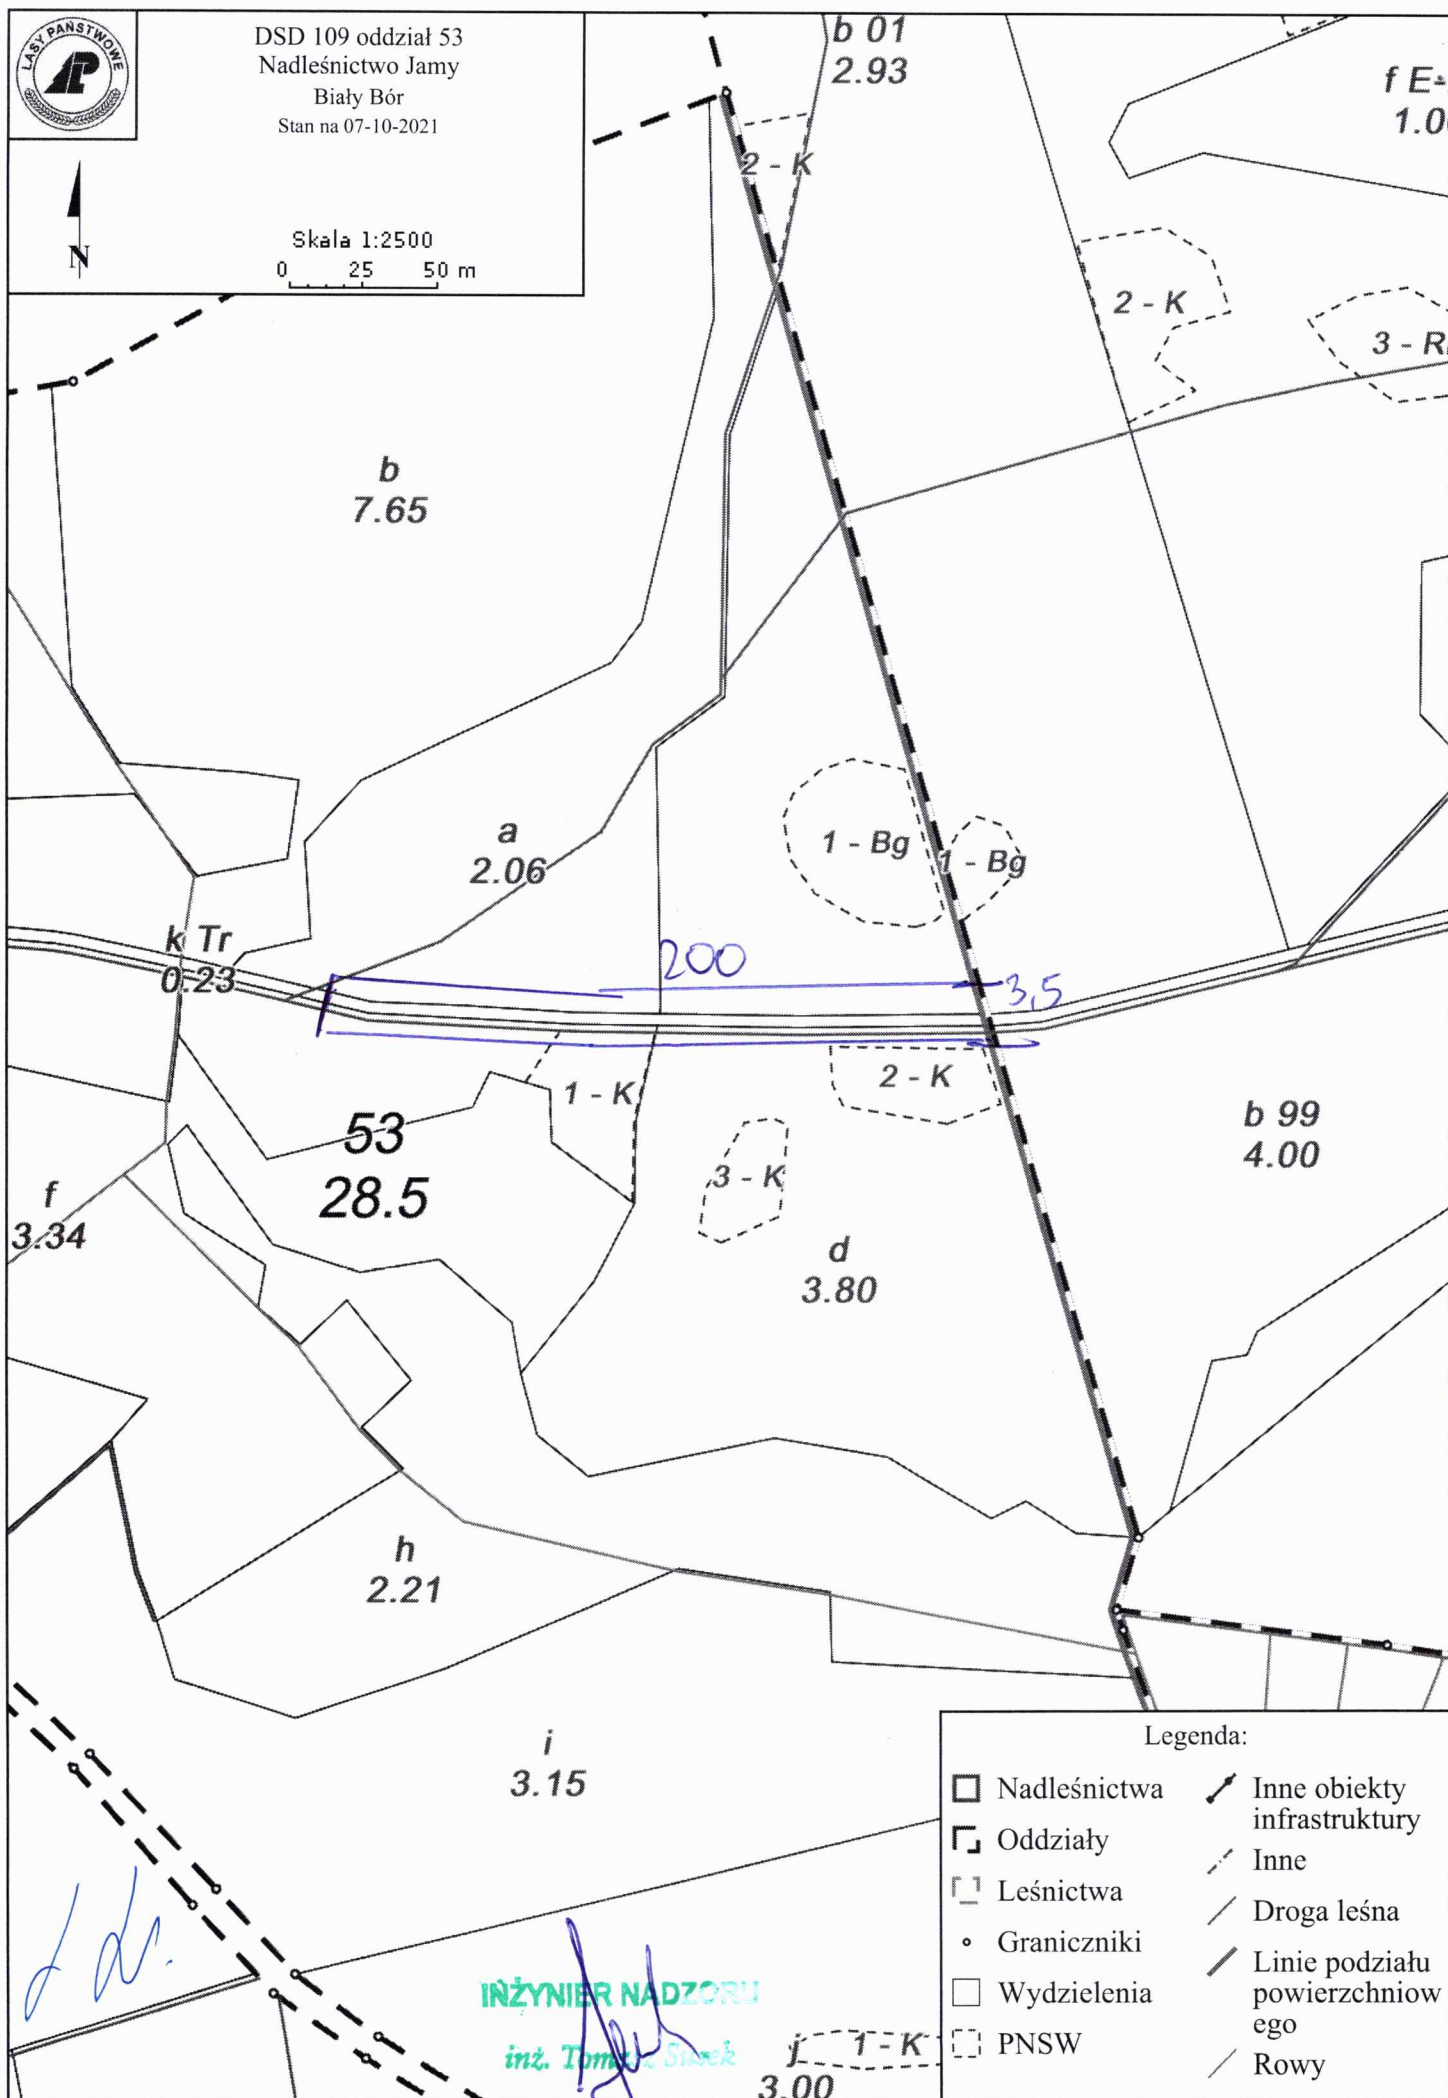 LASY PAŃSTWOWE
DSD 109 oddział 53
Nadleśnictwo Jamy
Biały Bór
Stan na 07-10-2021
N
Skala 1:2500
0 25 50 m
b 01
2.93
2 - K
2 - K
3 - R
b
7.65
a
2.06
1 - Bg
1 - Bg
k Tr
0.23
200
3,5
1 - K
2 - K
53
28.5
3 - K
b 99
4.00
f
3.34
d
3.80
h
2.21
i
3.15
INŻYNIER NADZORU
inż.
j 1 - K
3.00
Legenda:
Nadleśnictwa
Oddziały
Leśnictwa
Graniczniki
Wydzielenia
PNSW
Inne obiekty
infrastruktury
Inne
Droga leśna
Linie podziału
powierzchniow
ego
Rowy